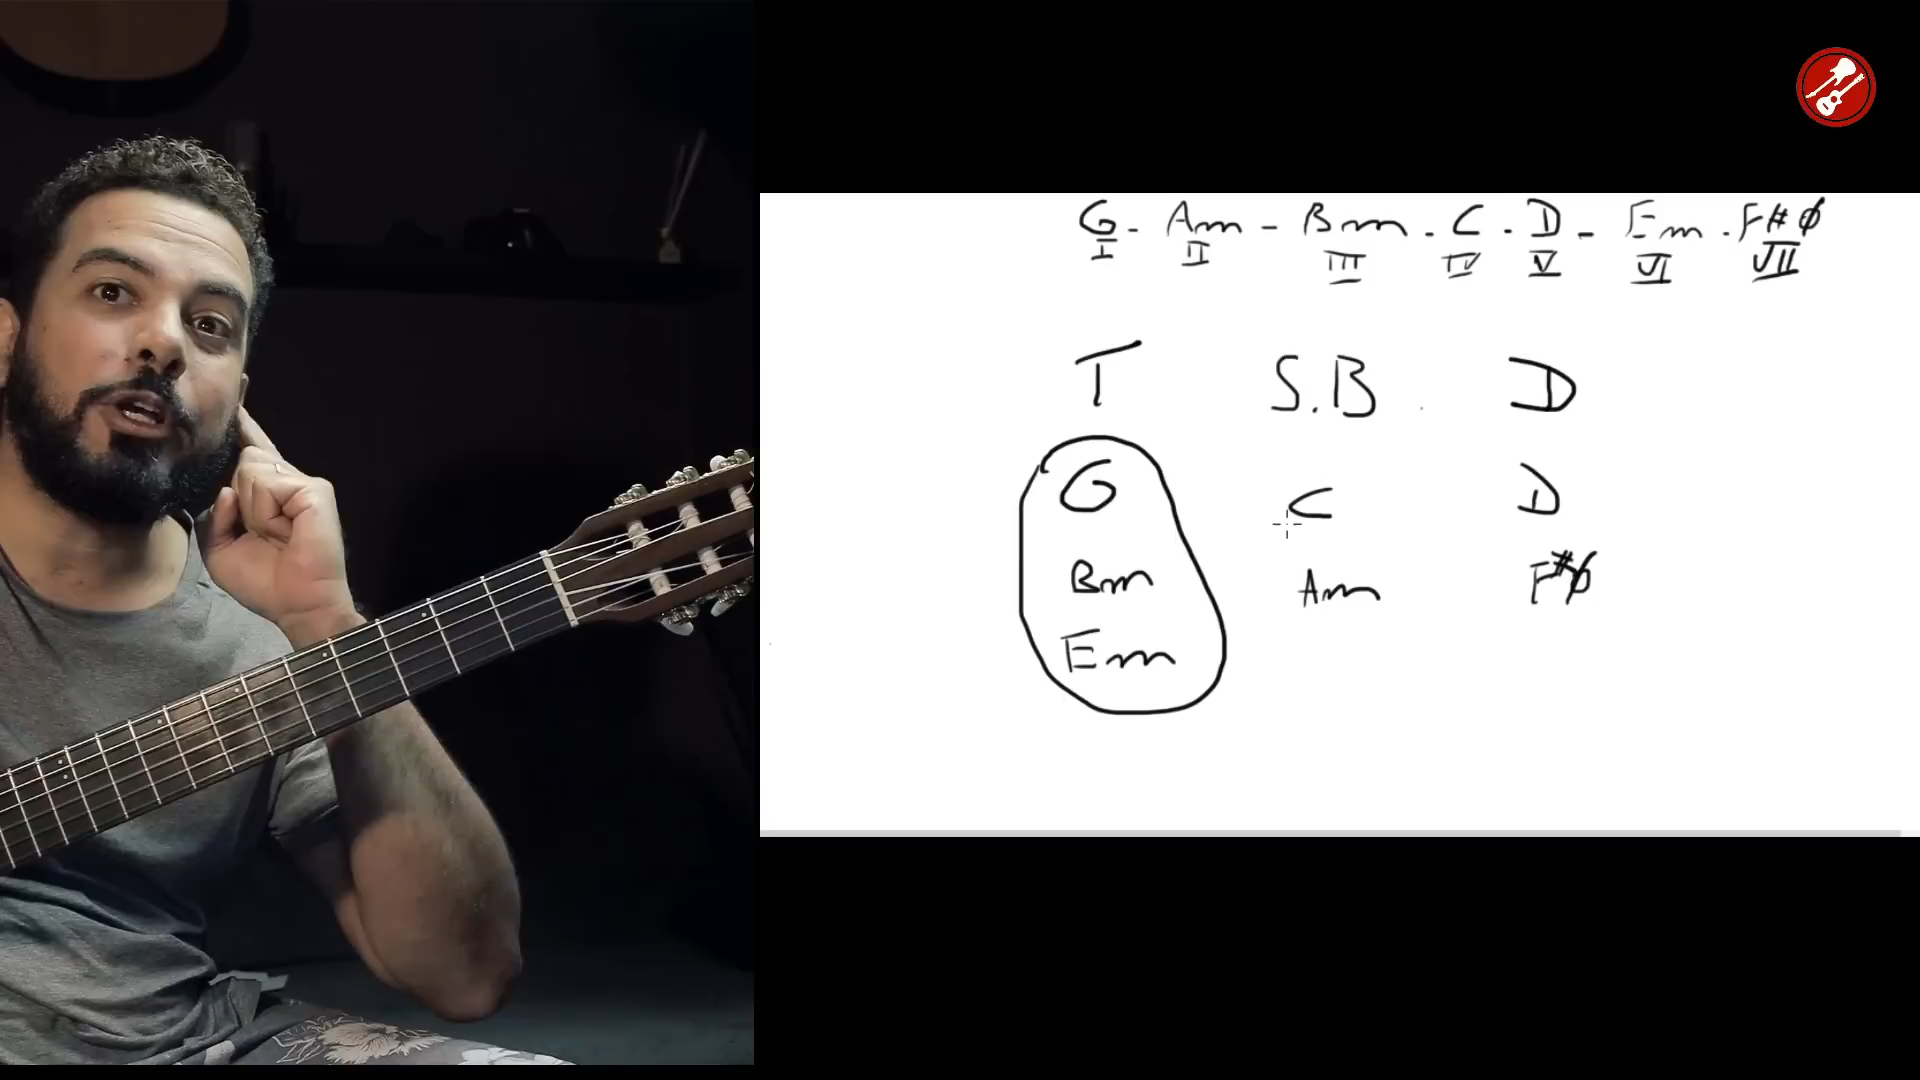 G - Am - Bm - C - D - Em - F#ø
I II III IV V VI VII
T S.B D
G C D
Bm Am F#ø
Em